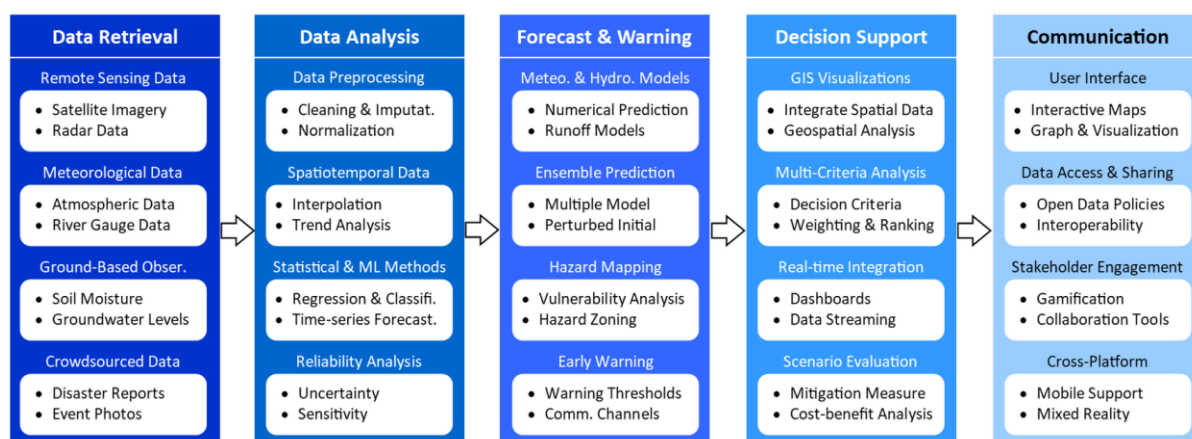 Data Retrieval
Remote Sensing Data
• Satellite Imagery
• Radar Data
Meteorological Data
• Atmospheric Data
• River Gauge Data
Ground-Based Obser.
• Soil Moisture
• Groundwater Levels
Crowdsourced Data
• Disaster Reports
• Event Photos
Data Analysis
Data Preprocessing
• Cleaning & Imputat.
• Normalization
Spatiotemporal Data
• Interpolation
• Trend Analysis
Statistical & ML Methods
• Regression & Classifi.
• Time-series Forecast.
Reliability Analysis
• Uncertainty
• Sensitivity
Forecast & Warning
Meteo. & Hydro. Models
• Numerical Prediction
• Runoff Models
Ensemble Prediction
• Multiple Model
• Perturbed Initial
Hazard Mapping
• Vulnerability Analysis
• Hazard Zoning
Early Warning
• Warning Thresholds
• Comm. Channels
Decision Support
GIS Visualizations
• Integrate Spatial Data
• Geospatial Analysis
Multi-Criteria Analysis
• Decision Criteria
• Weighting & Ranking
Real-time Integration
• Dashboards
• Data Streaming
Scenario Evaluation
• Mitigation Measure
• Cost-benefit Analysis
Communication
User Interface
• Interactive Maps
• Graph & Visualization
Data Access & Sharing
• Open Data Policies
• Interoperability
Stakeholder Engagement
• Gamification
• Collaboration Tools
Cross-Platform
• Mobile Support
• Mixed Reality